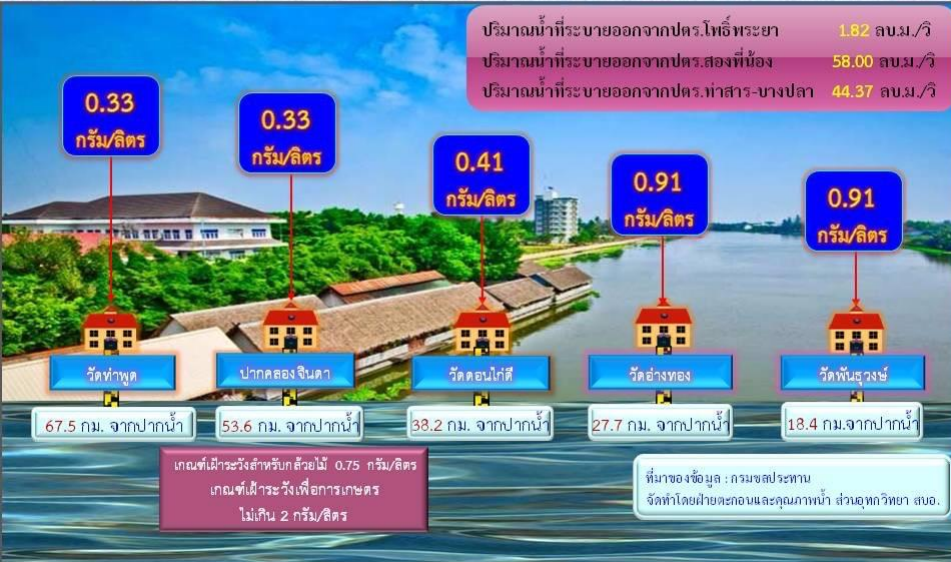 ปริมาณน้ำที่ระบายออกจากปตร.โพธิ์พระยา 1.82 ลบ.ม./วิ
ปริมาณน้ำที่ระบายออกจากปตร.สองพี่น้อง 58.00 ลบ.ม./วิ
ปริมาณน้ำที่ระบายออกจากปตร.ท่าสาร-บางปลา 44.37 ลบ.ม./วิ
0.33
กรัม/ลิตร
0.33
กรัม/ลิตร
0.41
กรัม/ลิตร
0.91
กรัม/ลิตร
0.91
กรัม/ลิตร
วัดท่าพูด
ปากคลองจินดา
วัดดอนไก่ดี
วัดอ่างทอง
วัดพันธุวงษ์
67.5 กม. จากปากน้ำ
53.6 กม. จากปากน้ำ
38.2 กม. จากปากน้ำ
27.7 กม. จากปากน้ำ
18.4 กม.จากปากน้ำ
เกณฑ์เฝ้าระวังสำหรับกล้วยไม้ 0.75 กรัม/ลิตร
เกณฑ์เฝ้าระวังเพื่อการเกษตร
ไม่เกิน 2 กรัม/ลิตร
ที่มาของข้อมูล : กรมชลประทาน
จัดทำโดยฝ่ายตะกอนและคุณภาพน้ำ ส่วนอุทกวิทยา สบอ.